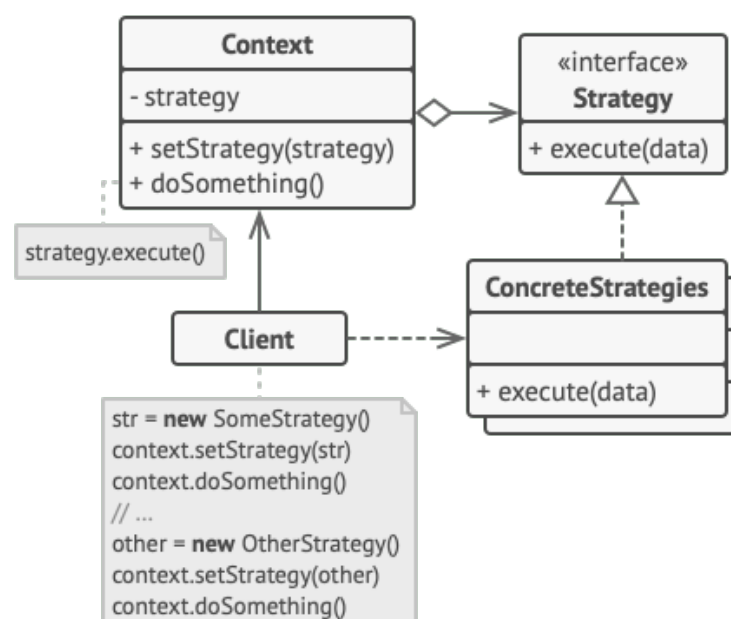 Context
- strategy
+ setStrategy(strategy)
+ doSomething()
«interface»
Strategy
+ execute(data)
strategy.execute()
Client
ConcreteStrategies
+ execute(data)
str = new SomeStrategy()
context.setStrategy(str)
context.doSomething()
// ...
other = new OtherStrategy()
context.setStrategy(other)
context.doSomething()